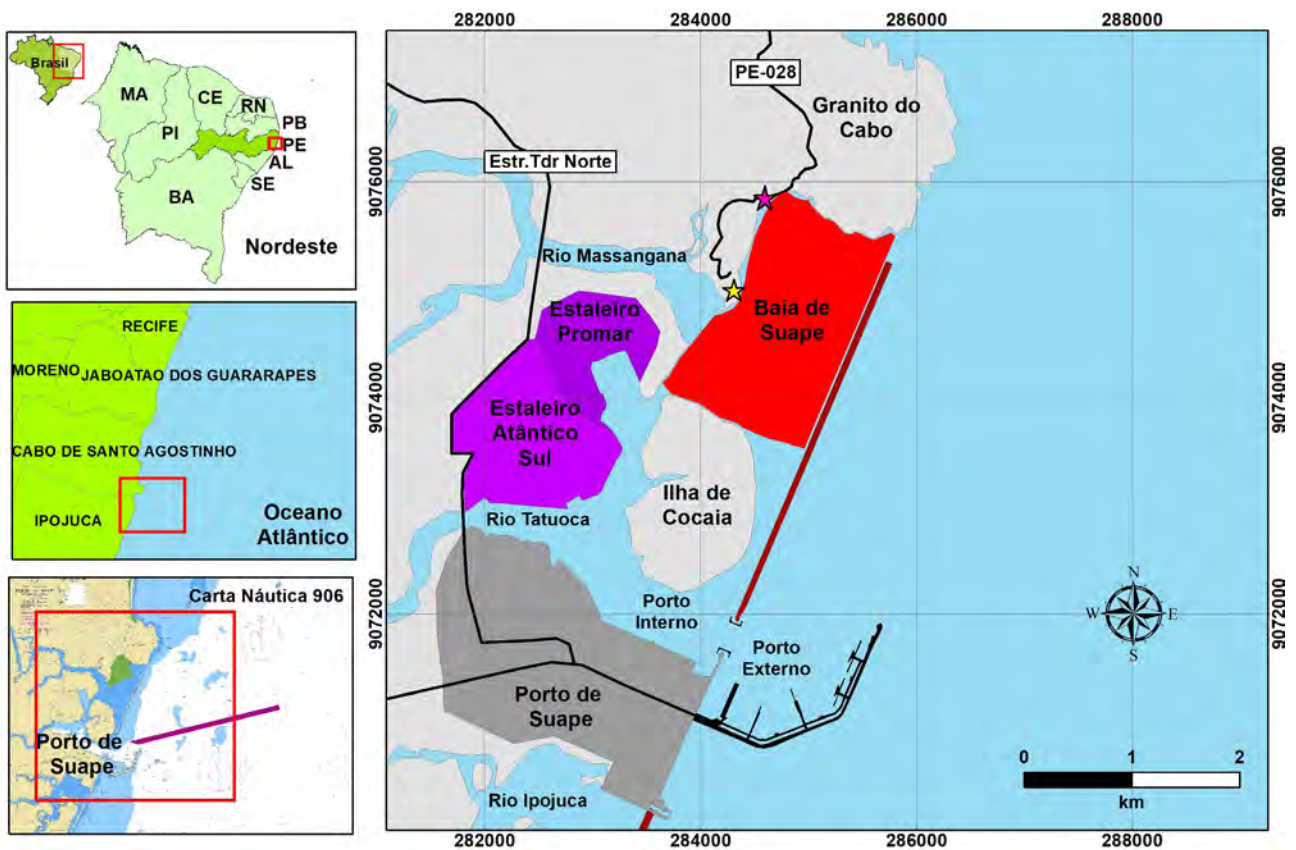 Brasil
MA
CE
RN
PB
PI
PE
AL
SE
BA
Nordeste
RECIFE
MORENO
JABOATAO DOS GUARARAPES
CABO DE SANTO AGOSTINHO
IPOJUCA
Oceano
Atlântico
Carta Náutica 906
Porto de
Suape
282000
284000
286000
288000
PE-028
Granito do
Cabo
Estr.Tdr Norte
9076000
9076000
Rio Massangana
Estaleiro
Promar
Baia de
Suape
9074000
9074000
Estaleiro
Atântico
Sul
Ilha de
Cocaia
Rio Tatuoca
N
W
E
S
9072000
9072000
Porto
Interno
Porto
Externo
Porto de
Suape
Rio Ipojuca
0
1
2
km
282000
284000
286000
288000